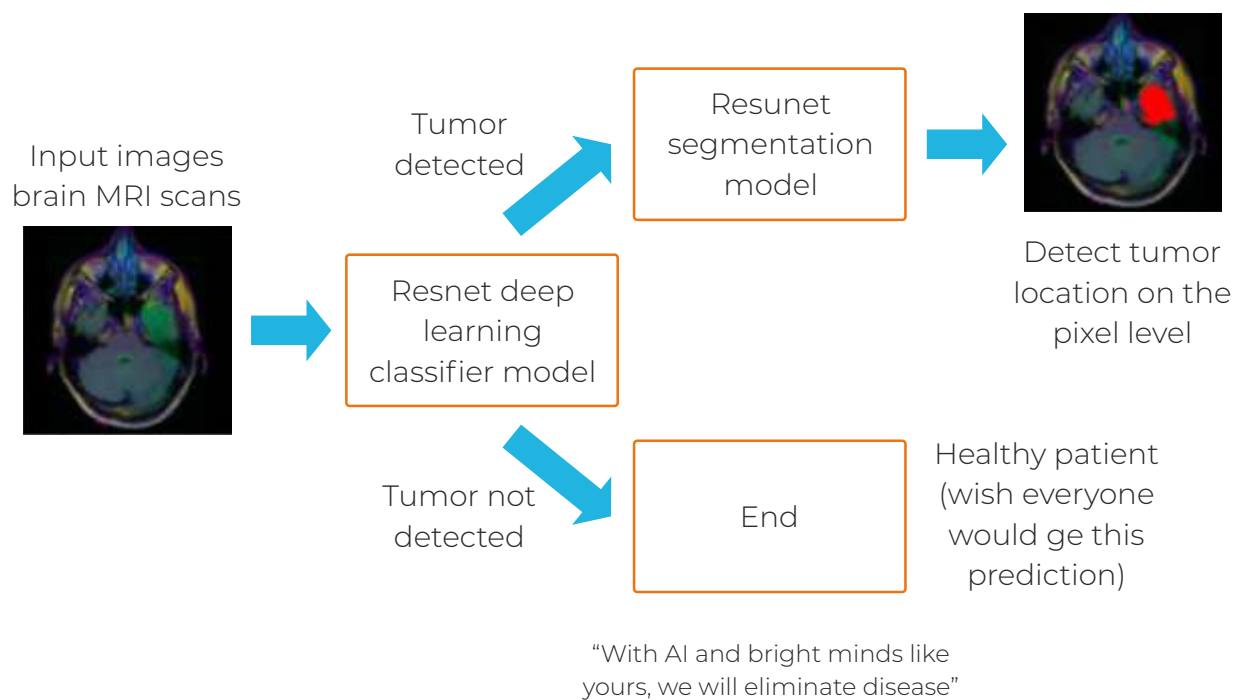 Input images
brain MRI scans
Resnet deep
learning
classifier model
Tumor
detected
Resunet
segmentation
model
Detect tumor
location on the
pixel level
Tumor not
detected
End
Healthy patient
(wish everyone
would ge this
prediction)
“With AI and bright minds like
yours, we will eliminate disease”